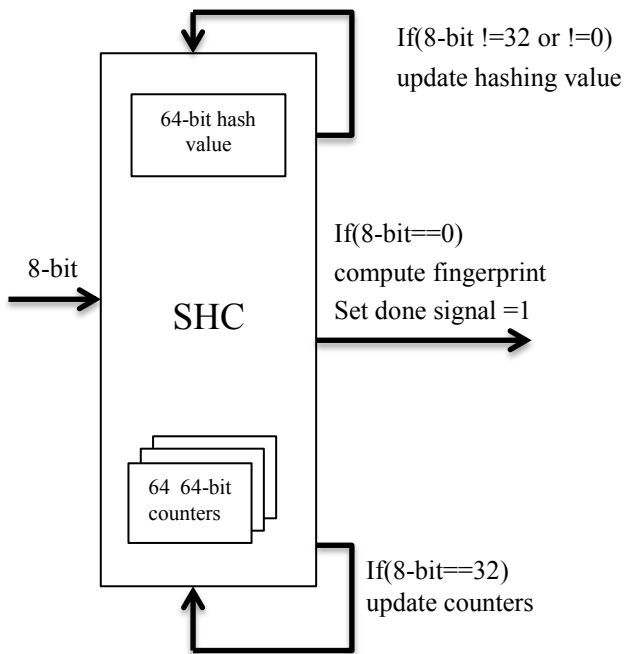 If(8-bit !=32 or !=0)
update hashing value
64-bit hash
value
8-bit
SHC
If(8-bit==0)
compute fingerprint
Set done signal =1
64  64-bit
counters
If(8-bit==32)
update counters